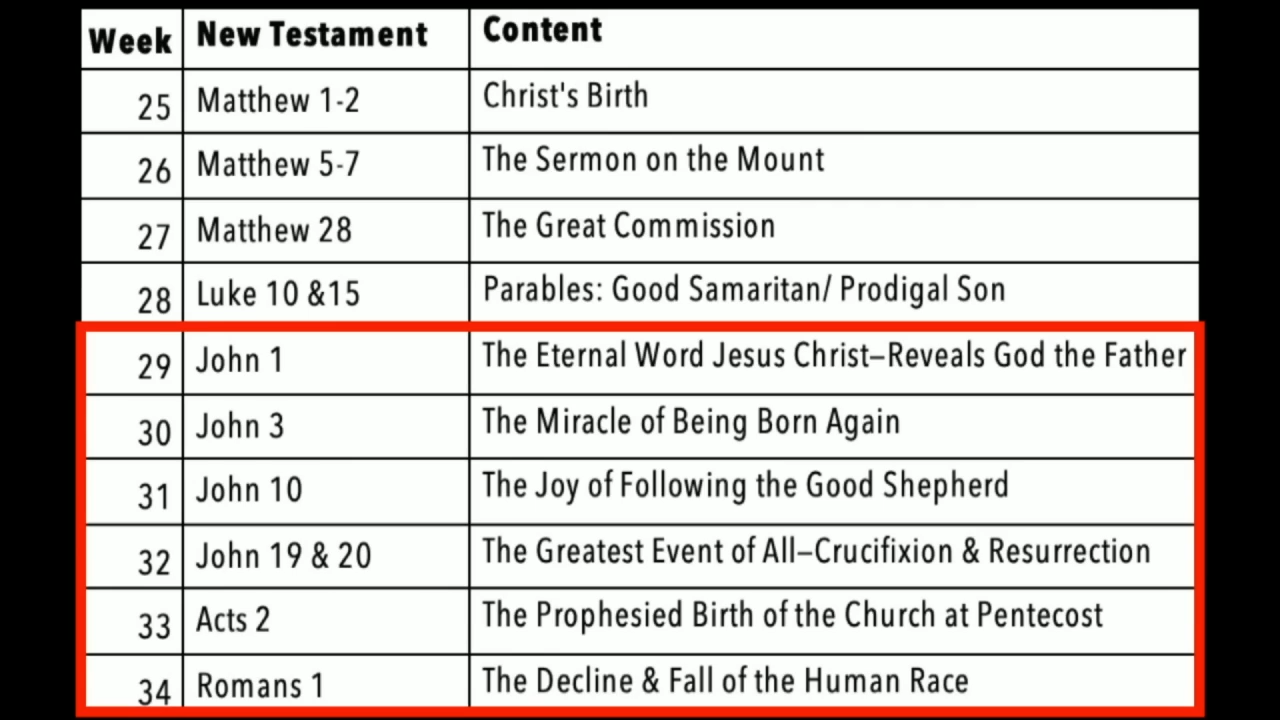 Week New Testament Content
25 Matthew 1-2 Christ's Birth
26 Matthew 5-7 The Sermon on the Mount
27 Matthew 28 The Great Commission
28 Luke 10 &15 Parables: Good Samaritan/ Prodigal Son
29 John 1 The Eternal Word Jesus Christ–Reveals God the Father
30 John 3 The Miracle of Being Born Again
31 John 10 The Joy of Following the Good Shepherd
32 John 19 & 20 The Greatest Event of All–Crucifixion & Resurrection
33 Acts 2 The Prophesied Birth of the Church at Pentecost
34 Romans 1 The Decline & Fall of the Human Race